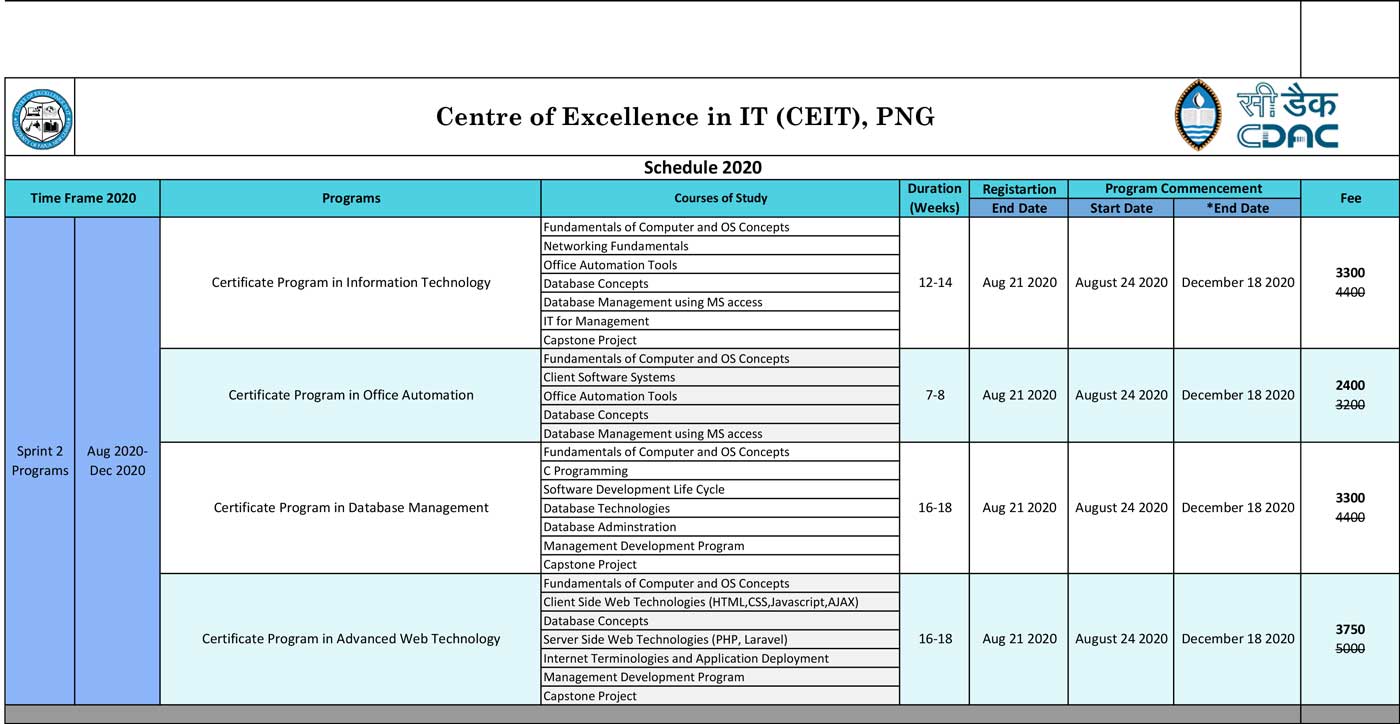 Centre of Excellence in IT (CEIT), PNG
सी डैक
CDAC
Schedule 2020
Time Frame 2020
Programs
Courses of Study
Duration
(Weeks)
Registartion
End Date
Program Commencement
Start Date
*End Date
Fee
Sprint 2
Programs
Aug 2020-
Dec 2020
Certificate Program in Information Technology
Fundamentals of Computer and OS Concepts
Networking Fundamentals
Office Automation Tools
Database Concepts
Database Management using MS access
IT for Management
Capstone Project
12-14
Aug 21 2020
August 24 2020
December 18 2020
3300
4400
Certificate Program in Office Automation
Fundamentals of Computer and OS Concepts
Client Software Systems
Office Automation Tools
Database Concepts
Database Management using MS access
7-8
Aug 21 2020
August 24 2020
December 18 2020
2400
3200
Certificate Program in Database Management
Fundamentals of Computer and OS Concepts
C Programming
Software Development Life Cycle
Database Technologies
Database Adminstration
Management Development Program
Capstone Project
16-18
Aug 21 2020
August 24 2020
December 18 2020
3300
4400
Certificate Program in Advanced Web Technology
Fundamentals of Computer and OS Concepts
Client Side Web Technologies (HTML,CSS,Javascript,AJAX)
Database Concepts
Server Side Web Technologies (PHP, Laravel)
Internet Terminologies and Application Deployment
Management Development Program
Capstone Project
16-18
Aug 21 2020
August 24 2020
December 18 2020
3750
5000